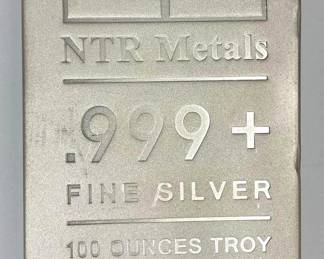 NTR Metals
.999+
FINE SILVER
100 OUNCES TROY